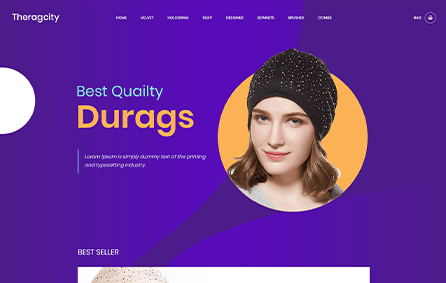 Theragcity
HOME VELVET HOLOGRAM SILKY DESIGNER BONNETS BRUSHES COMBS BAG
Best Quailty
Durags
Lorem Ipsum is simply dummy text of the printing
and typesetting industry.
BEST SELLER